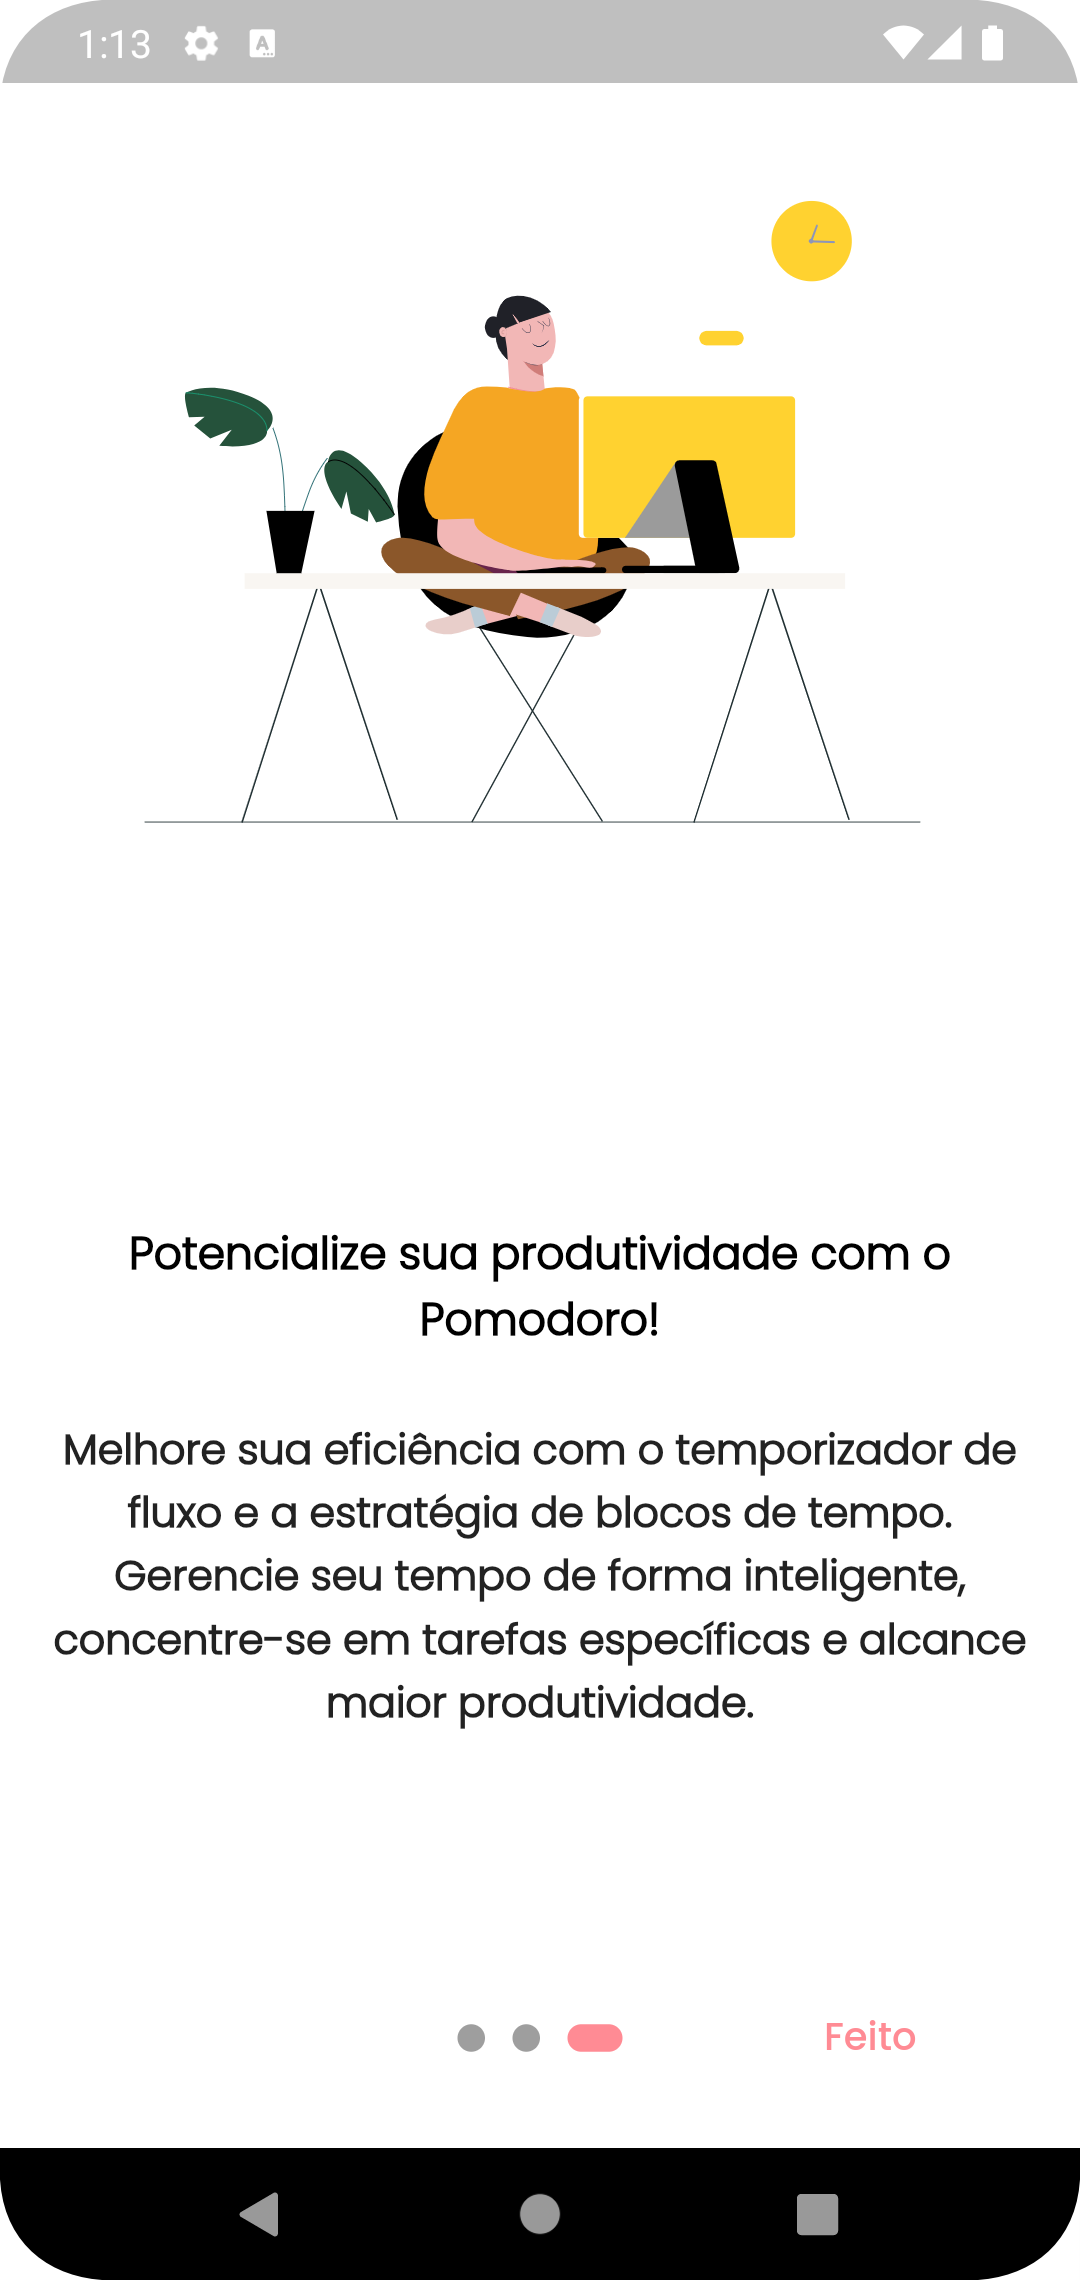 1:13
A
Potencialize sua produtividade com o
Pomodoro!
Melhore sua eficiência com o temporizador de
fluxo e a estratégia de blocos de tempo.
Gerencie seu tempo de forma inteligente,
concentre-se em tarefas específicas e alcance
maior produtividade.
Feito